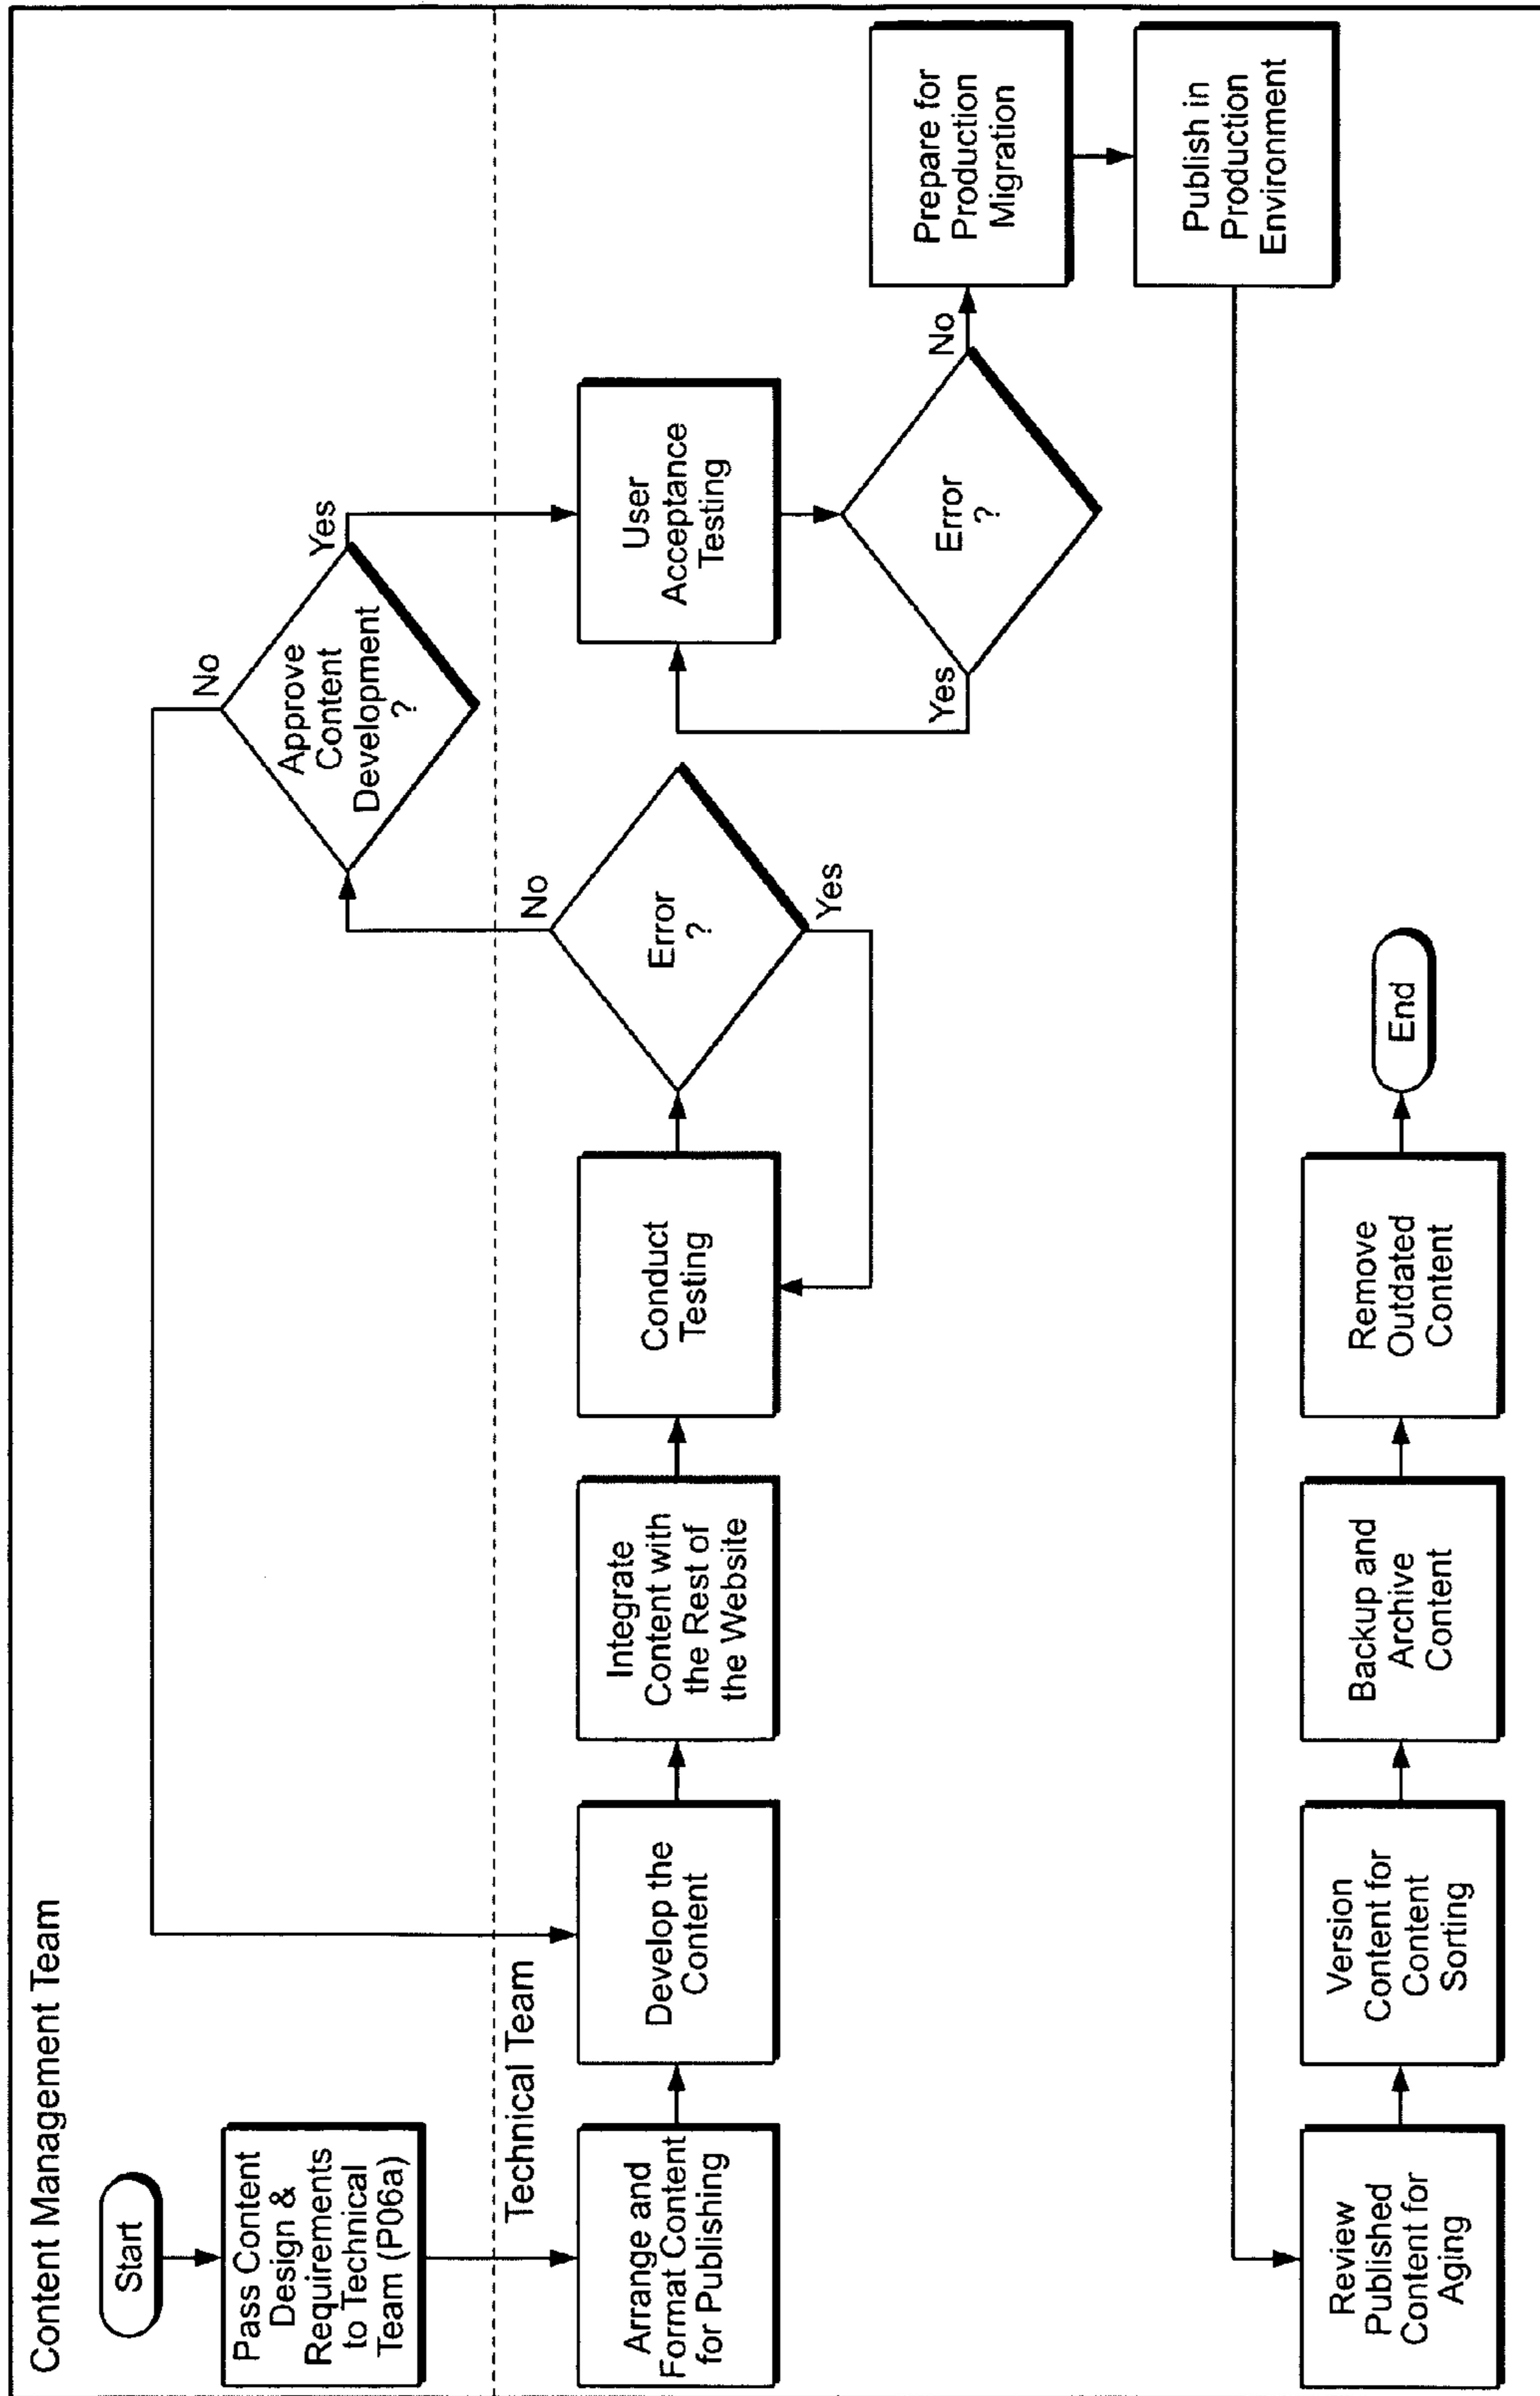 Content Management Team
Start
Pass Content
Design &
Requirements
to Technical
Team (P06a)
No
Approve
Content
Development
?
Yes
Technical Team
Arrange and
Format Content
for Publishing
Develop the
Content
Integrate
Content with
the Rest of
the Website
Conduct
Testing
No
Error
?
Yes
User
Acceptance
Testing
Yes
Error
?
No
Prepare for
Production
Migration
Publish in
Production
Environment
Review
Published
Content for
Aging
Version
Content for
Content
Sorting
Backup and
Archive
Content
Remove
Outdated
Content
End